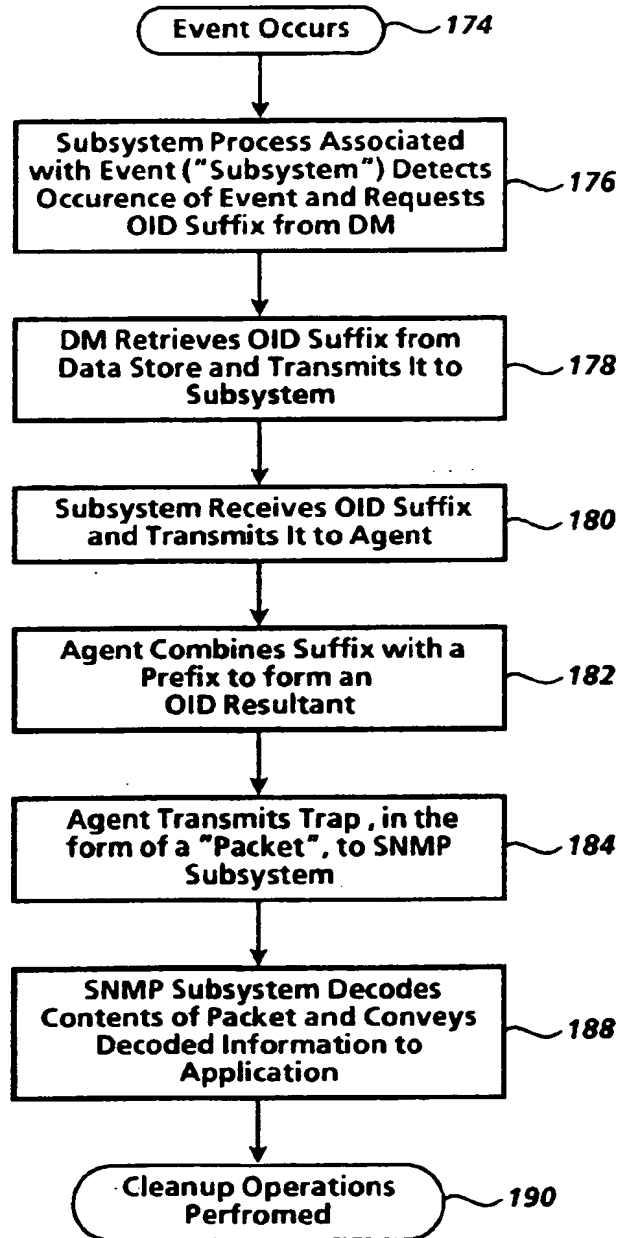 Event Occurs
174
Subsystem Process Associated
with Event ("Subsystem") Detects
Occurence of Event and Requests
OID Suffix from DM
176
DM Retrieves OID Suffix from
Data Store and Transmits It to
Subsystem
178
Subsystem Receives OID Suffix
and Transmits It to Agent
180
Agent Combines Suffix with a
Prefix to form an
OID Resultant
182
Agent Transmits Trap, in the
form of a "Packet", to SNMP
Subsystem
184
SNMP Subsystem Decodes
Contents of Packet and Conveys
Decoded Information to
Application
188
Cleanup Operations
Perfromed
190